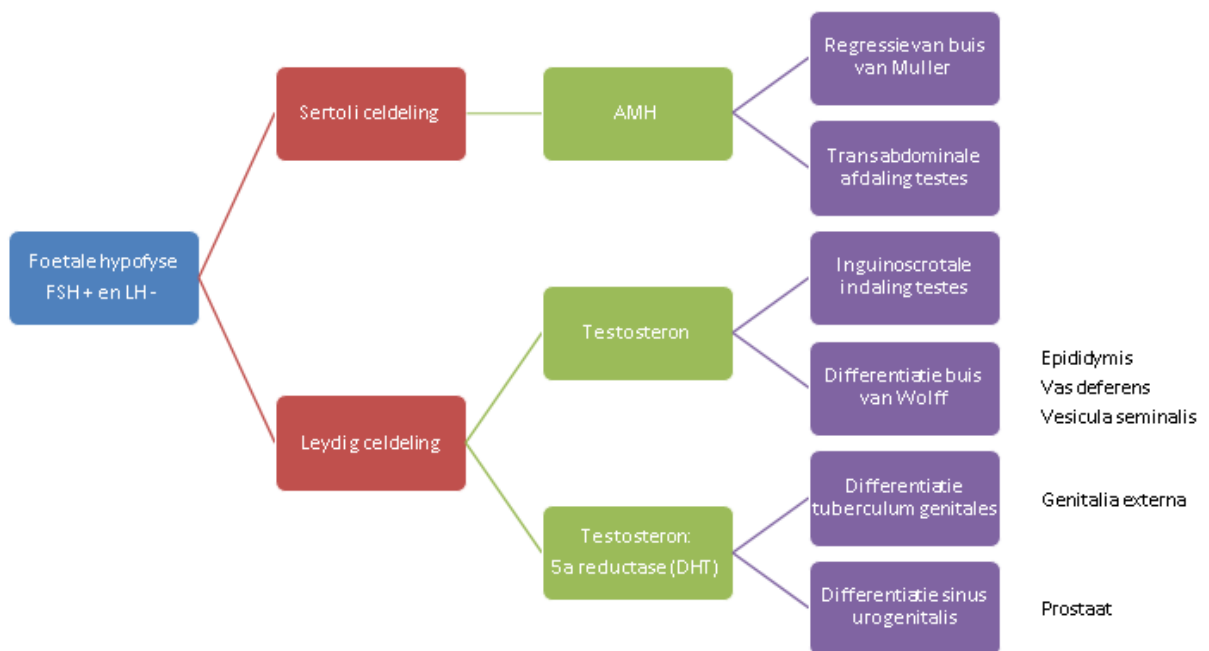 Foetale hypofyse
FSH+ en LH-
Sertoli celdeling
Leydig celdeling
AMH
Testosteron
Testosteron:
5a reductase (DHT)
Regressie van buis
van Muller
Transabdominale
afdaling testes
Inguinoscrotale
indaling testes
Differentiatie buis
van Wolff
Differentiatie
tuberculum genitales
Differentiatie sinus
urogenitalis
Epididymis
Vas deferens
Vesicula seminalis
Genitalia externa
Prostaat